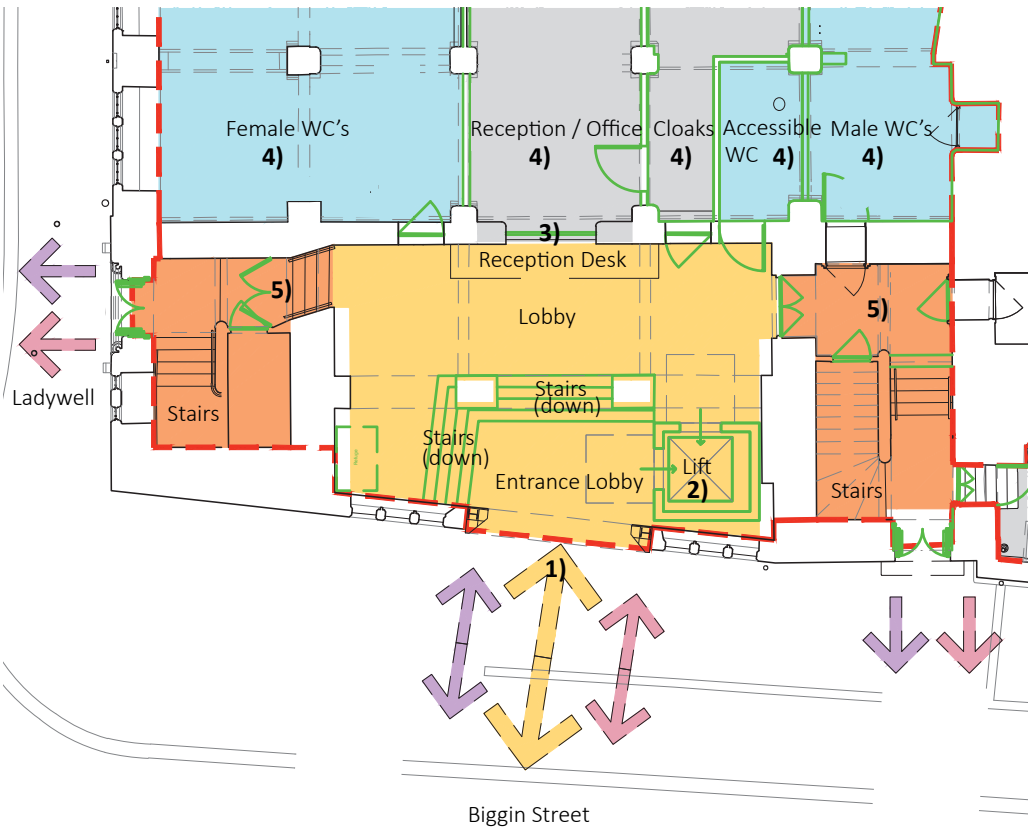 Female WC's
4)
Reception / Office
4)
Cloaks
4)
Accessible
WC 4)
Male WC's
4)
3)
Reception Desk
5)
Lobby
5)
Ladywell
Stairs
Stairs
(down)
Stairs
(down)
Refuge
Entrance Lobby
Lift
2)
Stairs
1)
Biggin Street